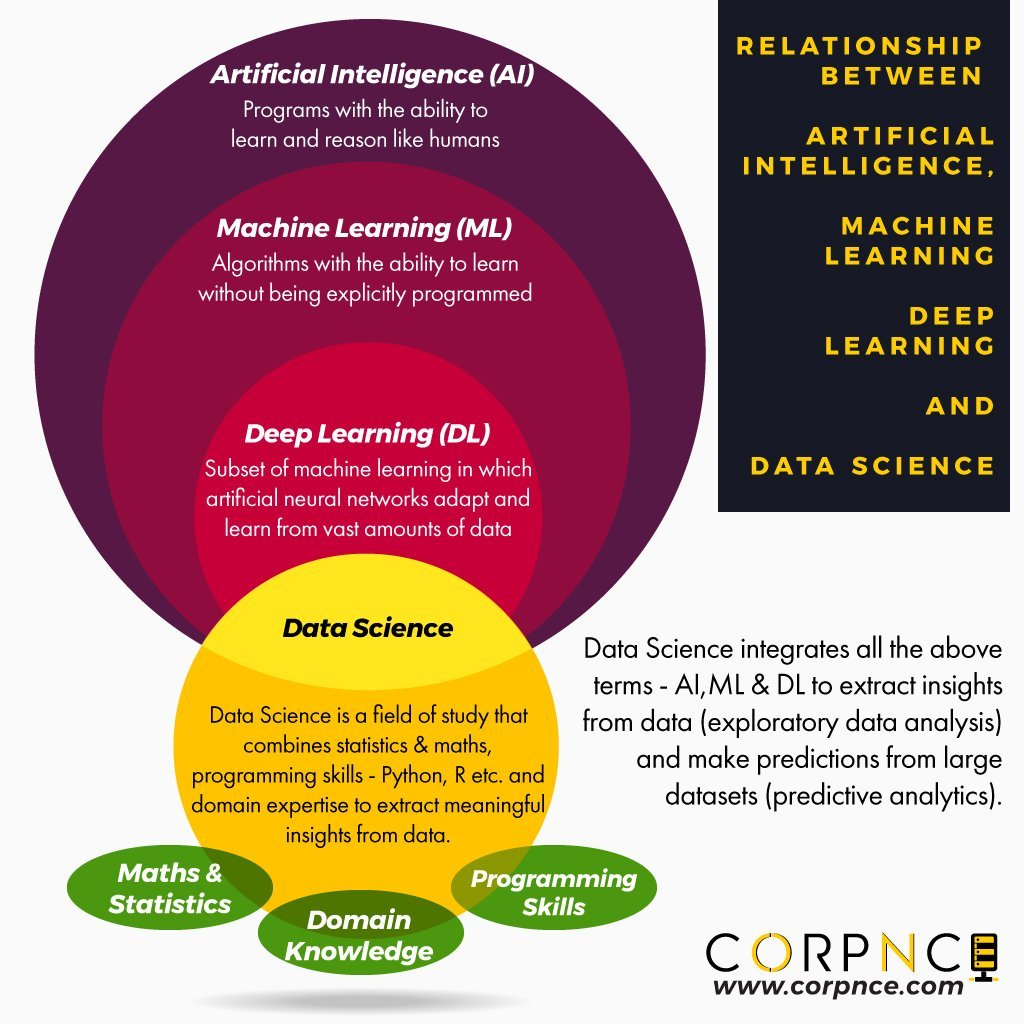 Artificial Intelligence (AI)
Programs with the ability to
learn and reason like humans
Machine Learning (ML)
Algorithms with the ability to learn
without being explicitly programmed
Deep Learning (DL)
Subset of machine learning in which
artificial neural networks adapt and
learn from vast amounts of data
Data Science
Data Science is a field of study that
combines statistics & maths,
programming skills - Python, R etc. and
domain expertise to extract meaningful
insights from data.
Maths &
Statistics
Domain
Knowledge
Programming
Skills
RELATIONSHIP
BETWEEN
ARTIFICIAL
INTELLIGENCE,
MACHINE
LEARNING
DEEP
LEARNING
AND
DATA SCIENCE
Data Science integrates all the above
terms - AI,ML & DL to extract insights
from data (exploratory data analysis)
and make predictions from large
datasets (predictive analytics).
CORPNCE
www.corpnce.com